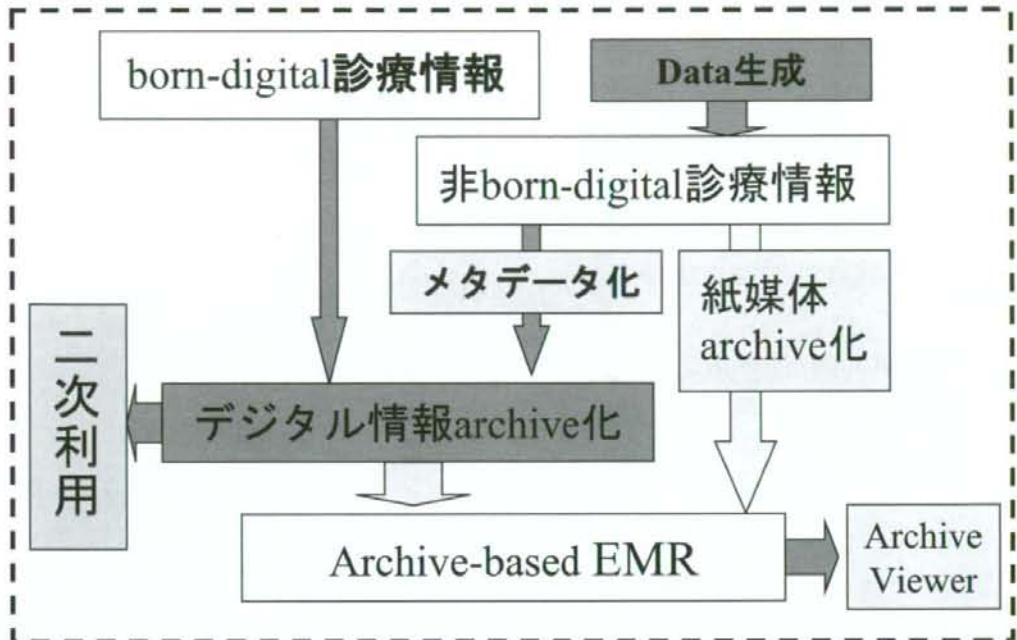 born-digital診療情報
Data生成
非born-digital診療情報
メタデータ化
紙媒体
archive化
二次利用
デジタル情報archive化
Archive-based EMR
Archive
Viewer